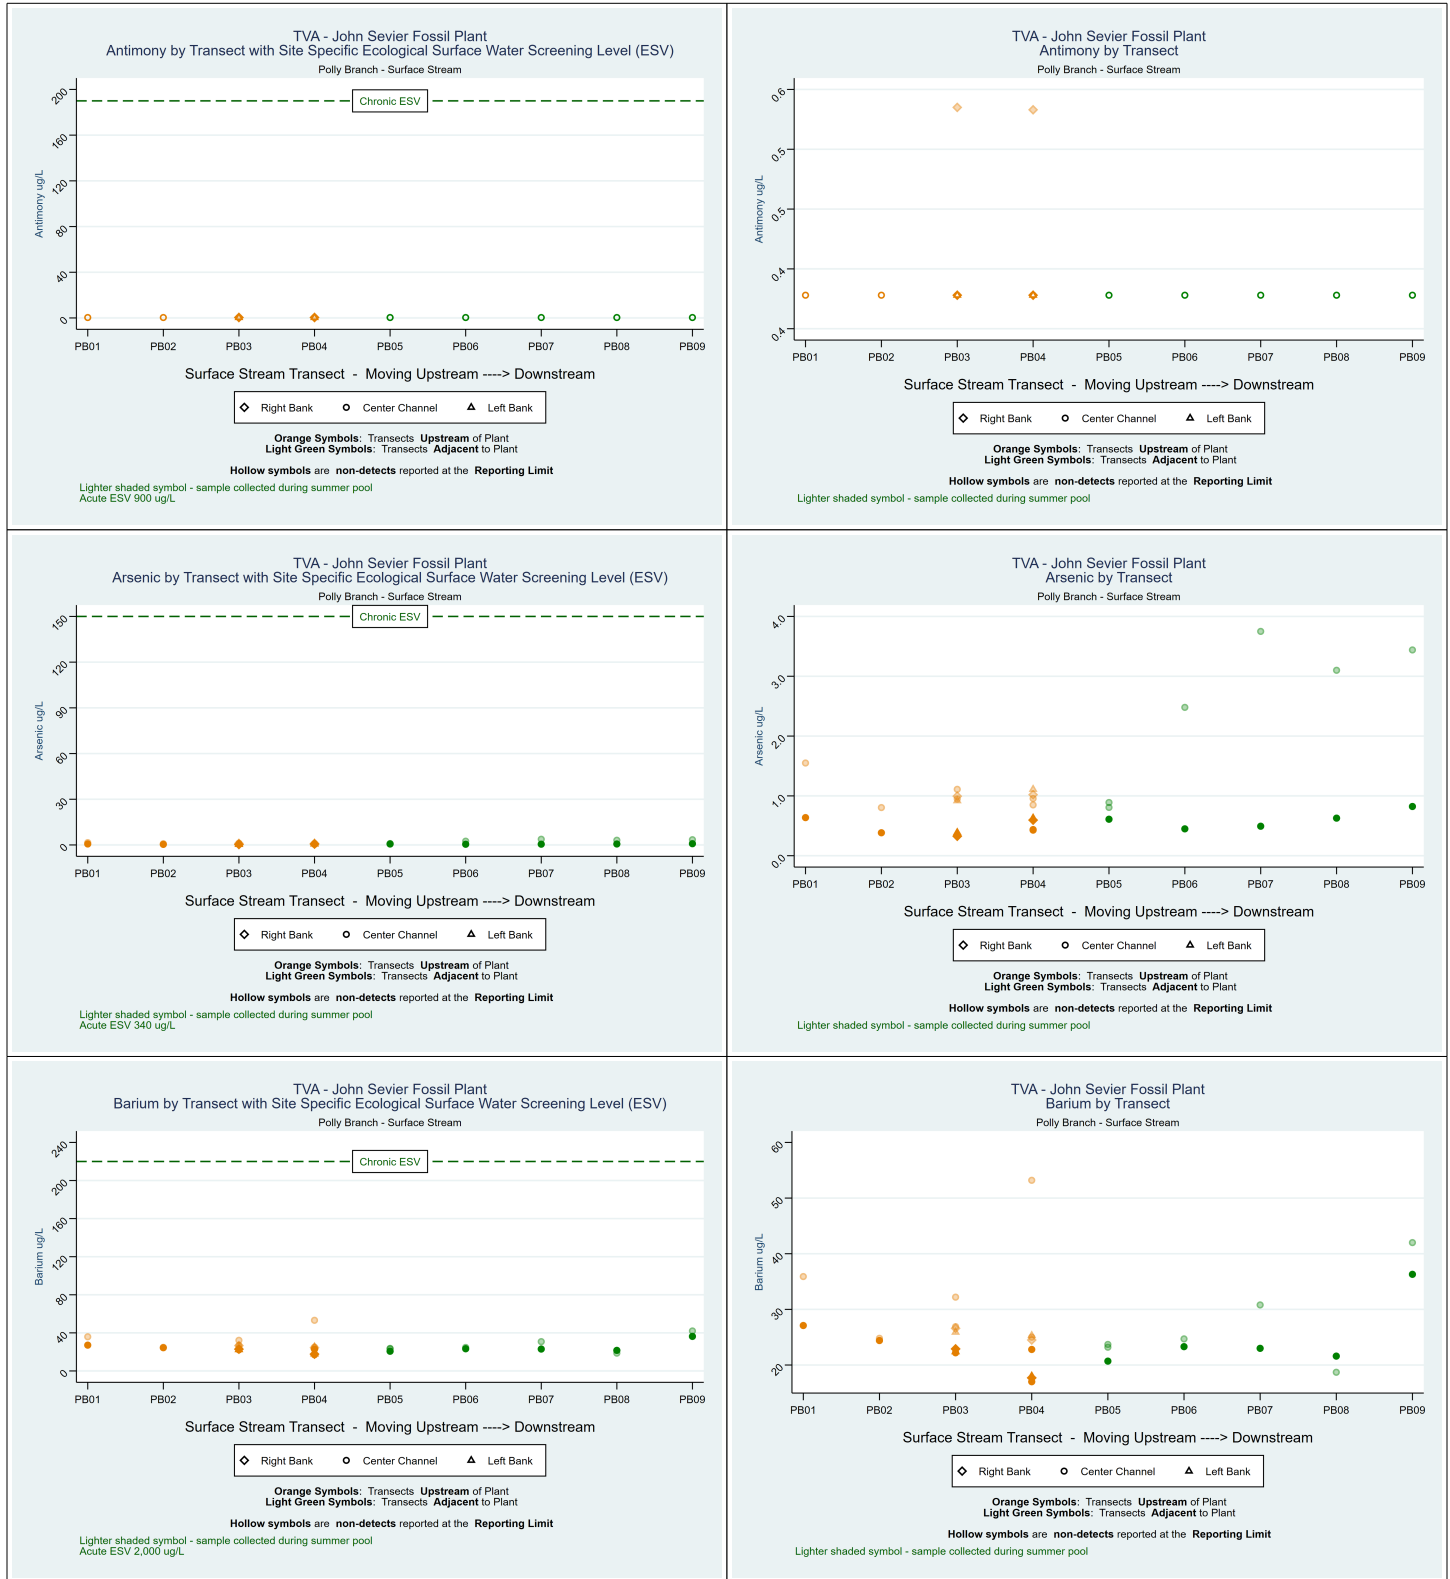 TVA - John Sevier Fossil Plant
Antimony by Transect with Site Specific Ecological Surface Water Screening Level (ESV)
Polly Branch - Surface Stream
Chronic ESV
200
160
120
80
40
0
Antimony ug/L
PB01 PB02 PB03 PB04 PB05 PB06 PB07 PB08 PB09
Surface Stream Transect - Moving Upstream ----> Downstream
Right Bank Center Channel Left Bank
Orange Symbols: Transects Upstream of Plant
Light Green Symbols: Transects Adjacent to Plant
Hollow symbols are non-detects reported at the Reporting Limit
Lighter shaded symbol - sample collected during summer pool
Acute ESV 900 ug/L
TVA - John Sevier Fossil Plant
Antimony by Transect
Polly Branch - Surface Stream
0.6
0.5
0.5
0.4
0.4
Antimony ug/L
PB01 PB02 PB03 PB04 PB05 PB06 PB07 PB08 PB09
Surface Stream Transect - Moving Upstream ----> Downstream
Right Bank Center Channel Left Bank
Orange Symbols: Transects Upstream of Plant
Light Green Symbols: Transects Adjacent to Plant
Hollow symbols are non-detects reported at the Reporting Limit
Lighter shaded symbol - sample collected during summer pool
TVA - John Sevier Fossil Plant
Arsenic by Transect with Site Specific Ecological Surface Water Screening Level (ESV)
Polly Branch - Surface Stream
Chronic ESV
150
120
90
60
30
0
Arsenic ug/L
PB01 PB02 PB03 PB04 PB05 PB06 PB07 PB08 PB09
Surface Stream Transect - Moving Upstream ----> Downstream
Right Bank Center Channel Left Bank
Orange Symbols: Transects Upstream of Plant
Light Green Symbols: Transects Adjacent to Plant
Hollow symbols are non-detects reported at the Reporting Limit
Lighter shaded symbol - sample collected during summer pool
Acute ESV 340 ug/L
TVA - John Sevier Fossil Plant
Arsenic by Transect
Polly Branch - Surface Stream
4.0
3.0
2.0
1.0
0.0
Arsenic ug/L
PB01 PB02 PB03 PB04 PB05 PB06 PB07 PB08 PB09
Surface Stream Transect - Moving Upstream ----> Downstream
Right Bank Center Channel Left Bank
Orange Symbols: Transects Upstream of Plant
Light Green Symbols: Transects Adjacent to Plant
Hollow symbols are non-detects reported at the Reporting Limit
Lighter shaded symbol - sample collected during summer pool
TVA - John Sevier Fossil Plant
Barium by Transect with Site Specific Ecological Surface Water Screening Level (ESV)
Polly Branch - Surface Stream
Chronic ESV
240
200
160
120
80
40
0
Barium ug/L
PB01 PB02 PB03 PB04 PB05 PB06 PB07 PB08 PB09
Surface Stream Transect - Moving Upstream ----> Downstream
Right Bank Center Channel Left Bank
Orange Symbols: Transects Upstream of Plant
Light Green Symbols: Transects Adjacent to Plant
Hollow symbols are non-detects reported at the Reporting Limit
Lighter shaded symbol - sample collected during summer pool
Acute ESV 2,000 ug/L
TVA - John Sevier Fossil Plant
Barium by Transect
Polly Branch - Surface Stream
60
50
40
30
20
Barium ug/L
PB01 PB02 PB03 PB04 PB05 PB06 PB07 PB08 PB09
Surface Stream Transect - Moving Upstream ----> Downstream
Right Bank Center Channel Left Bank
Orange Symbols: Transects Upstream of Plant
Light Green Symbols: Transects Adjacent to Plant
Hollow symbols are non-detects reported at the Reporting Limit
Lighter shaded symbol - sample collected during summer pool